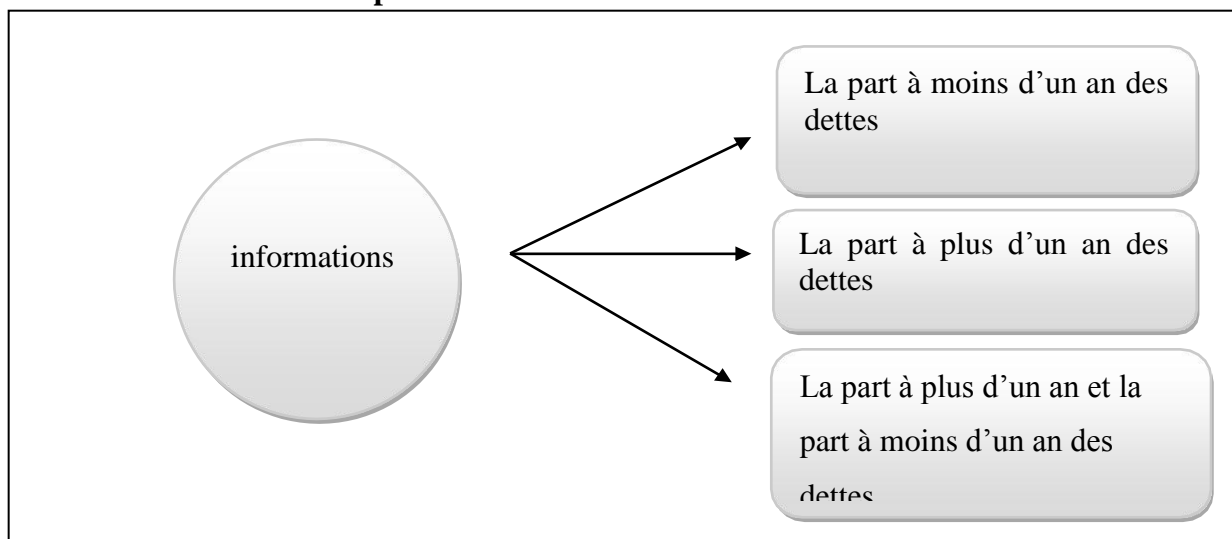 informations
La part à moins d’un an des
dettes
La part à plus d’un an des
dettes
La part à plus d’un an et la
part à moins d’un an des
dettes